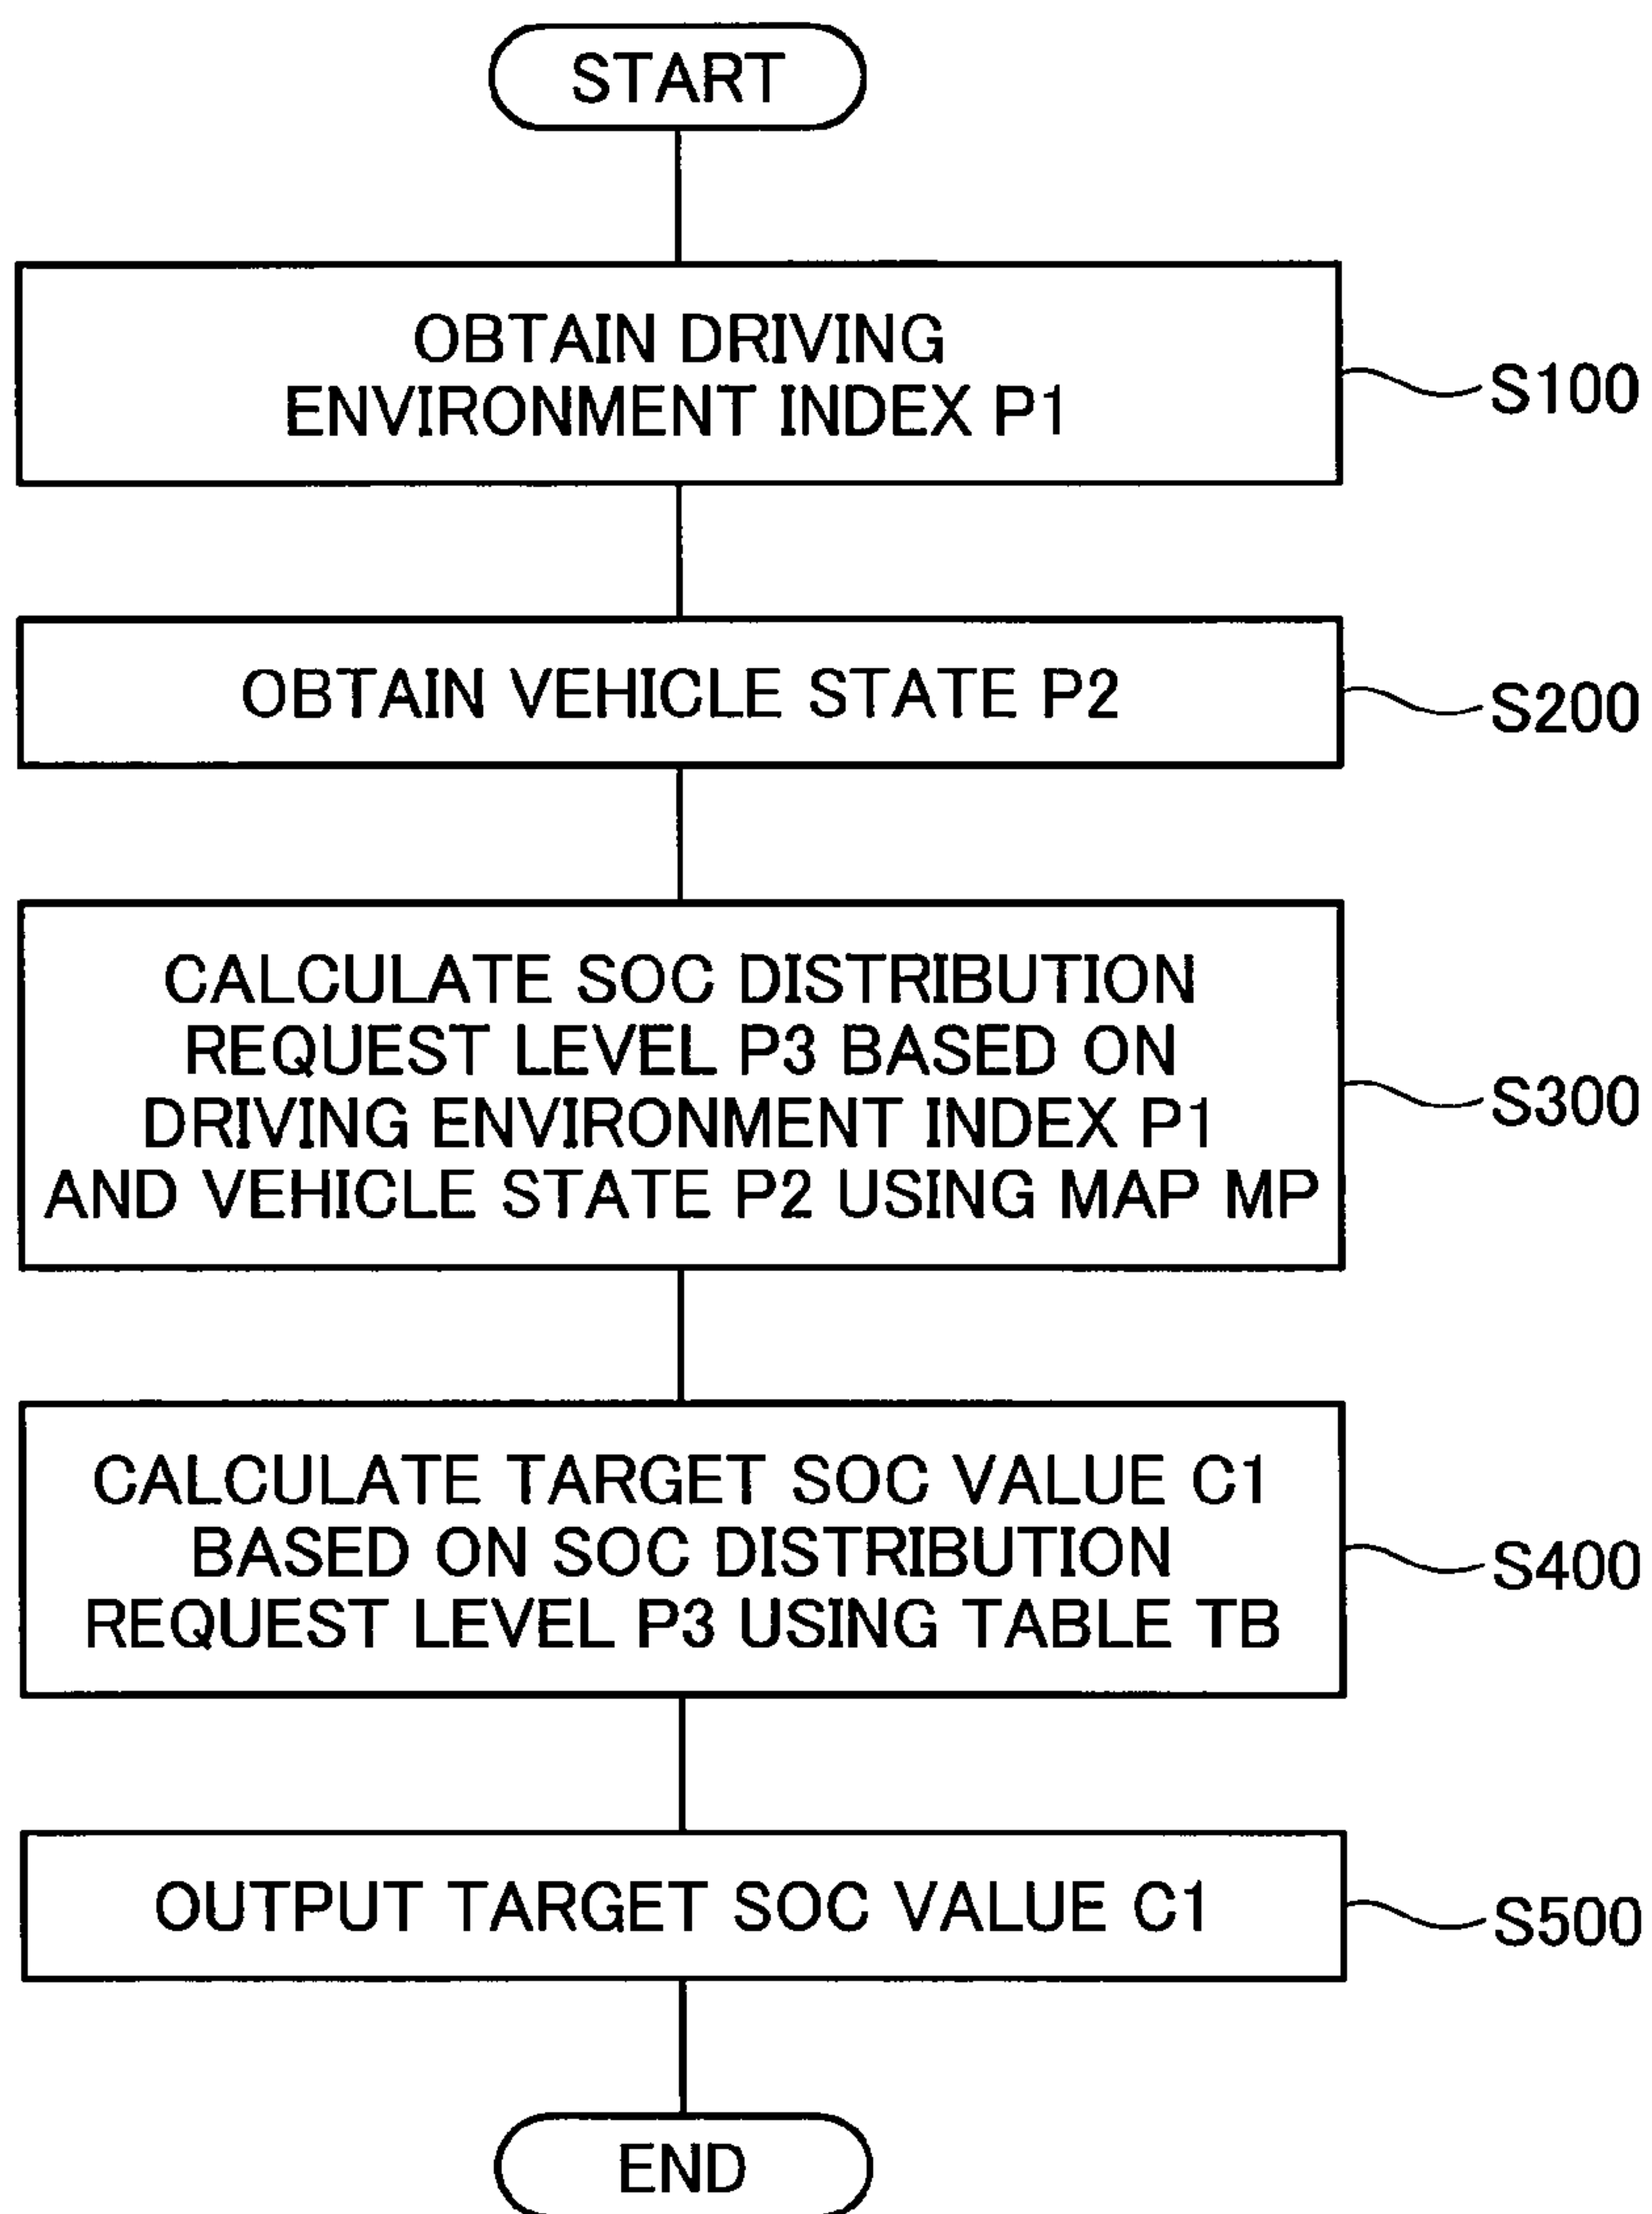 START
OBTAIN DRIVING
ENVIRONMENT INDEX P1
S100
OBTAIN VEHICLE STATE P2
S200
CALCULATE SOC DISTRIBUTION
REQUEST LEVEL P3 BASED ON
DRIVING ENVIRONMENT INDEX P1
AND VEHICLE STATE P2 USING MAP MP
S300
CALCULATE TARGET SOC VALUE C1
BASED ON SOC DISTRIBUTION
REQUEST LEVEL P3 USING TABLE TB
S400
OUTPUT TARGET SOC VALUE C1
S500
END